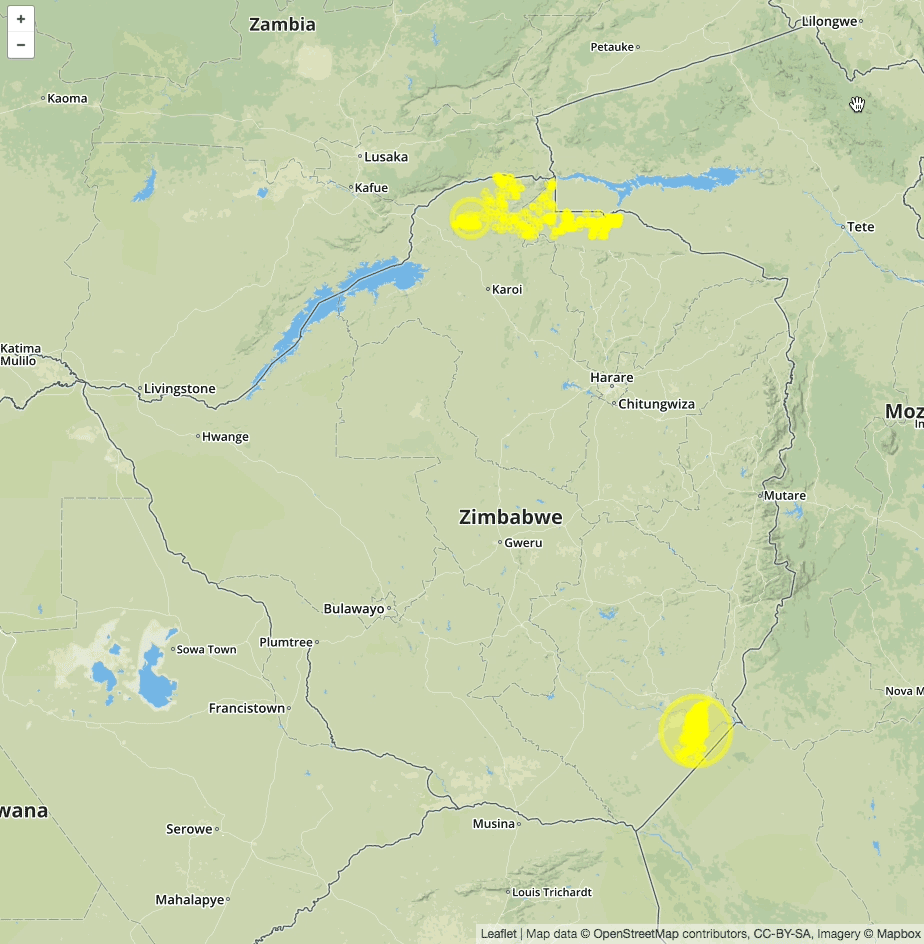 +
Zambia
Lilongwe
Petauke
−
Kaoma
Lusaka
Kafue
Tete
Karoi
Katima
Mulilo
Harare
Livingstone
Chitungwiza
Moz
In
Hwange
Mutare
Zimbabwe
Gweru
Bulawayo
Plumtree
Sowa Town
Nova M
Francistown
wana
Musina
Serowe
Louis Trichardt
Mahalapye
Leaflet | Map data © OpenStreetMap contributors, CC-BY-SA, Imagery © Mapbox